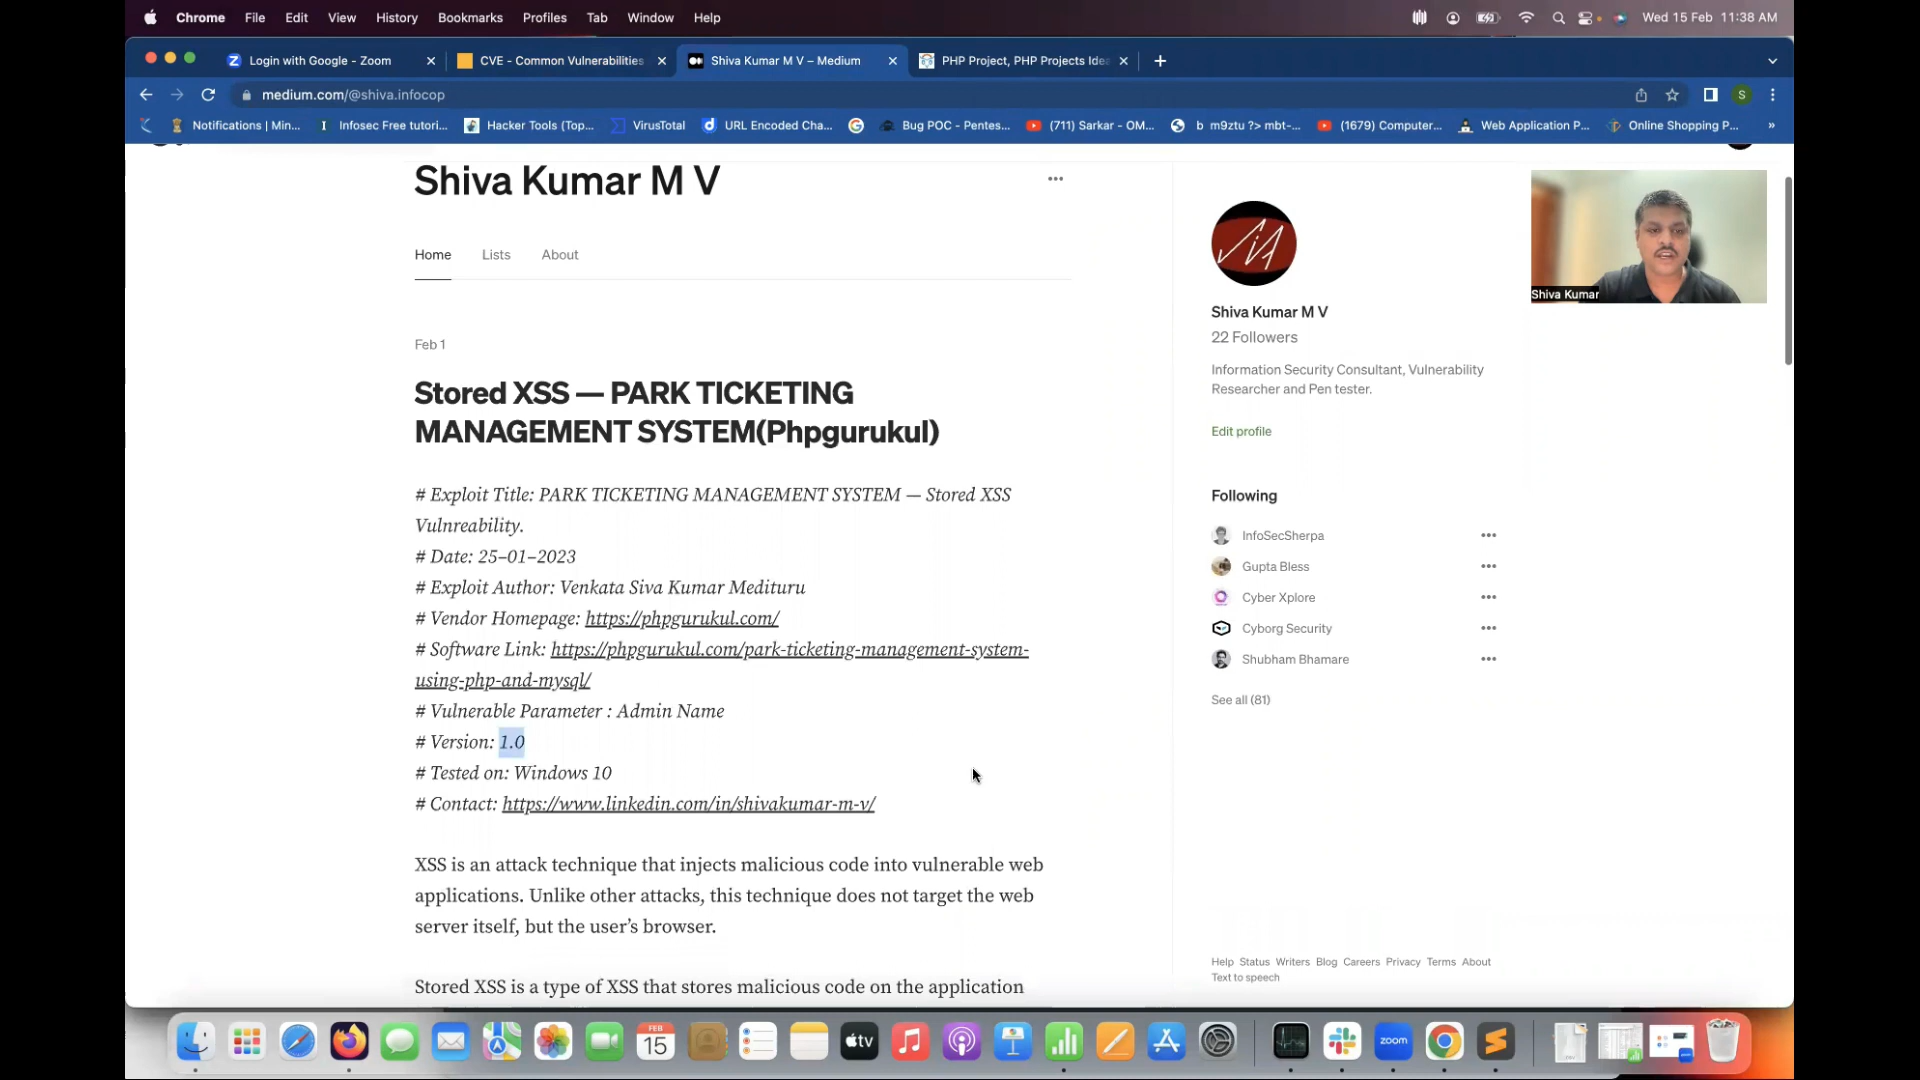 Chrome File Edit View History Bookmarks Profiles Tab Window Help Wed 15 Feb 11:38 AM
Login with Google - Zoom CVE - Common Vulnerabilities Shiva Kumar M V – Medium PHP Project, PHP Projects Idea
medium.com/@shiva.infocop S
Notifications | Min... Infosec Free tutori... Hacker Tools (Top... VirusTotal URL Encoded Cha... Bug POC - Pentes... (711) Sarkar - OM... b m9ztu ?> mbt-... (1679) Computer... Web Application P... Online Shopping P... »
Shiva Kumar M V
Home Lists About
Feb 1
Stored XSS — PARK TICKETING
MANAGEMENT SYSTEM(Phpgurukul)
# Exploit Title: PARK TICKETING MANAGEMENT SYSTEM — Stored XSS
Vulnreability.
# Date: 25–01–2023
# Exploit Author: Venkata Siva Kumar Medituru
# Vendor Homepage: https://phpgurukul.com/
# Software Link: https://phpgurukul.com/park-ticketing-management-system-
using-php-and-mysql/
# Vulnerable Parameter : Admin Name
# Version: 1.0
# Tested on: Windows 10
# Contact: https://www.linkedin.com/in/shivakumar-m-v/
XSS is an attack technique that injects malicious code into vulnerable web
applications. Unlike other attacks, this technique does not target the web
server itself, but the user’s browser.
Stored XSS is a type of XSS that stores malicious code on the application
Shiva Kumar M V
22 Followers
Information Security Consultant, Vulnerability
Researcher and Pen tester.
Edit profile
Following
InfoSecSherpa
Gupta Bless
Cyber Xplore
Cyborg Security
Shubham Bhamare
See all (81)
Help Status Writers Blog Careers Privacy Terms About
Text to speech
Shiva Kumar
FEB
15
tv
zoom